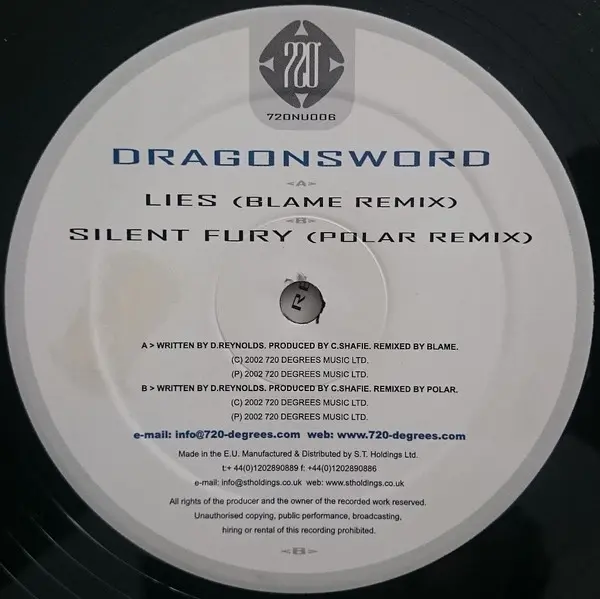 720°
720NU006
DRAGONSWORD
<A>
LIES (BLAME REMIX)
<B>
SILENT FURY (POLAR REMIX)
A > WRITTEN BY D.REYNOLDS. PRODUCED BY C.SHAFIE. REMIXED BY BLAME.
(C) 2002 720 DEGREES MUSIC LTD.
(P) 2002 720 DEGREES MUSIC LTD.
B > WRITTEN BY D.REYNOLDS. PRODUCED BY C.SHAFIE. REMIXED BY POLAR.
(C) 2002 720 DEGREES MUSIC LTD.
(P) 2002 720 DEGREES MUSIC LTD.
e-mail: info@720-degrees.com web: www.720-degrees.com
Made in the E.U. Manufactured & Distributed by S.T. Holdings Ltd.
t:+ 44(0)1202890889 f: +44(0)1202890886
e-mail: info@stholdings.co.uk web: www.stholdings.co.uk
All rights of the producer and the owner of the recorded work reserved.
Unauthorised copying, public performance, broadcasting,
hiring or rental of this recording prohibited.
<B>